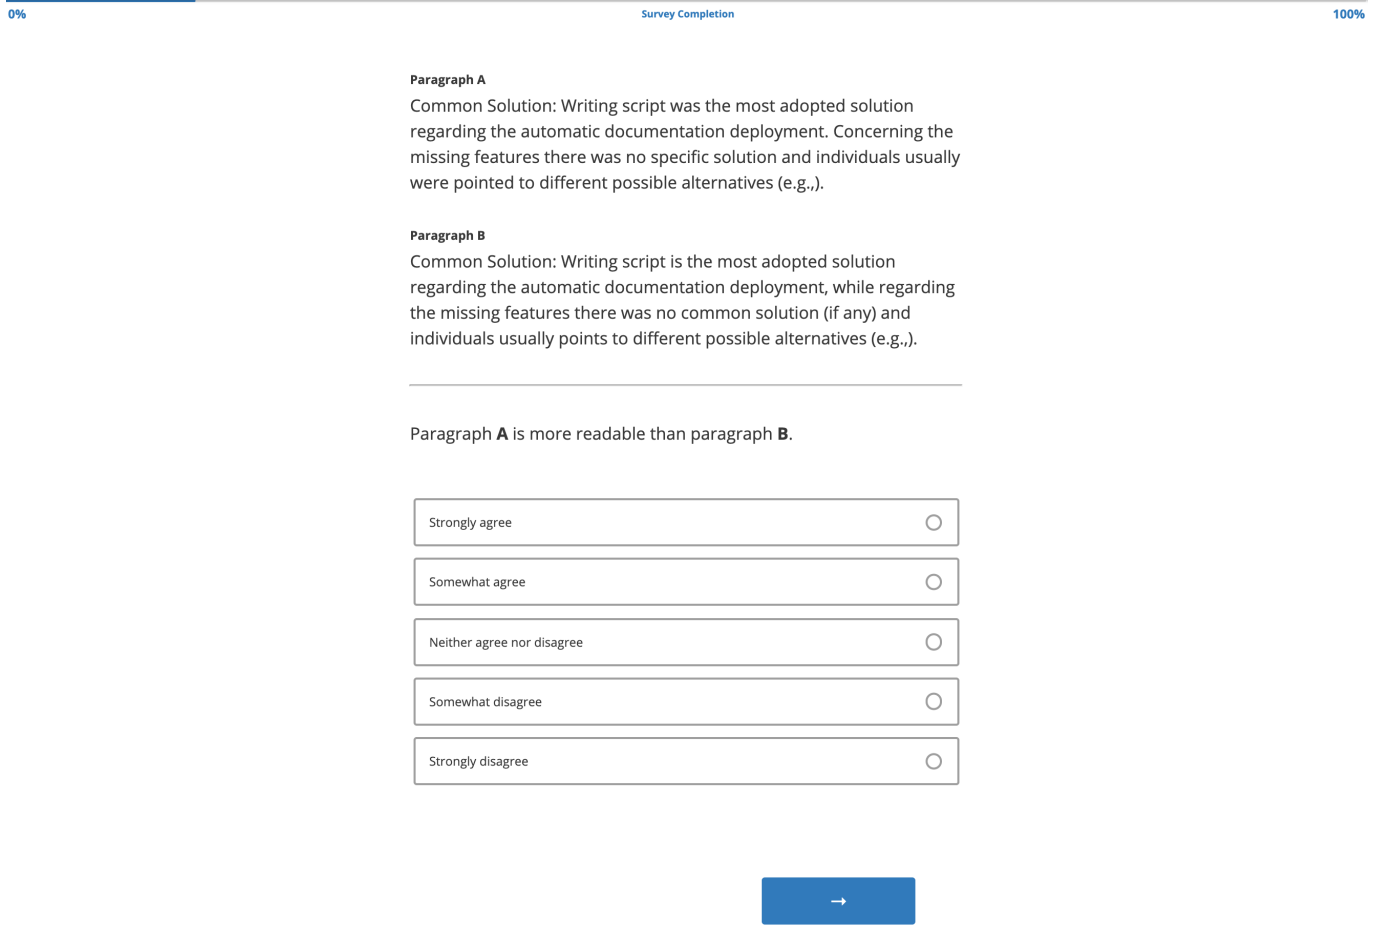 0%
Survey Completion
100%
Paragraph A
Common Solution: Writing script was the most adopted solution
regarding the automatic documentation deployment. Concerning the
missing features there was no specific solution and individuals usually
were pointed to different possible alternatives (e.g.,).
Paragraph B
Common Solution: Writing script is the most adopted solution
regarding the automatic documentation deployment, while regarding
the missing features there was no common solution (if any) and
individuals usually points to different possible alternatives (e.g.,).
Paragraph A is more readable than paragraph B.
Strongly agree
Somewhat agree
Neither agree nor disagree
Somewhat disagree
Strongly disagree
→